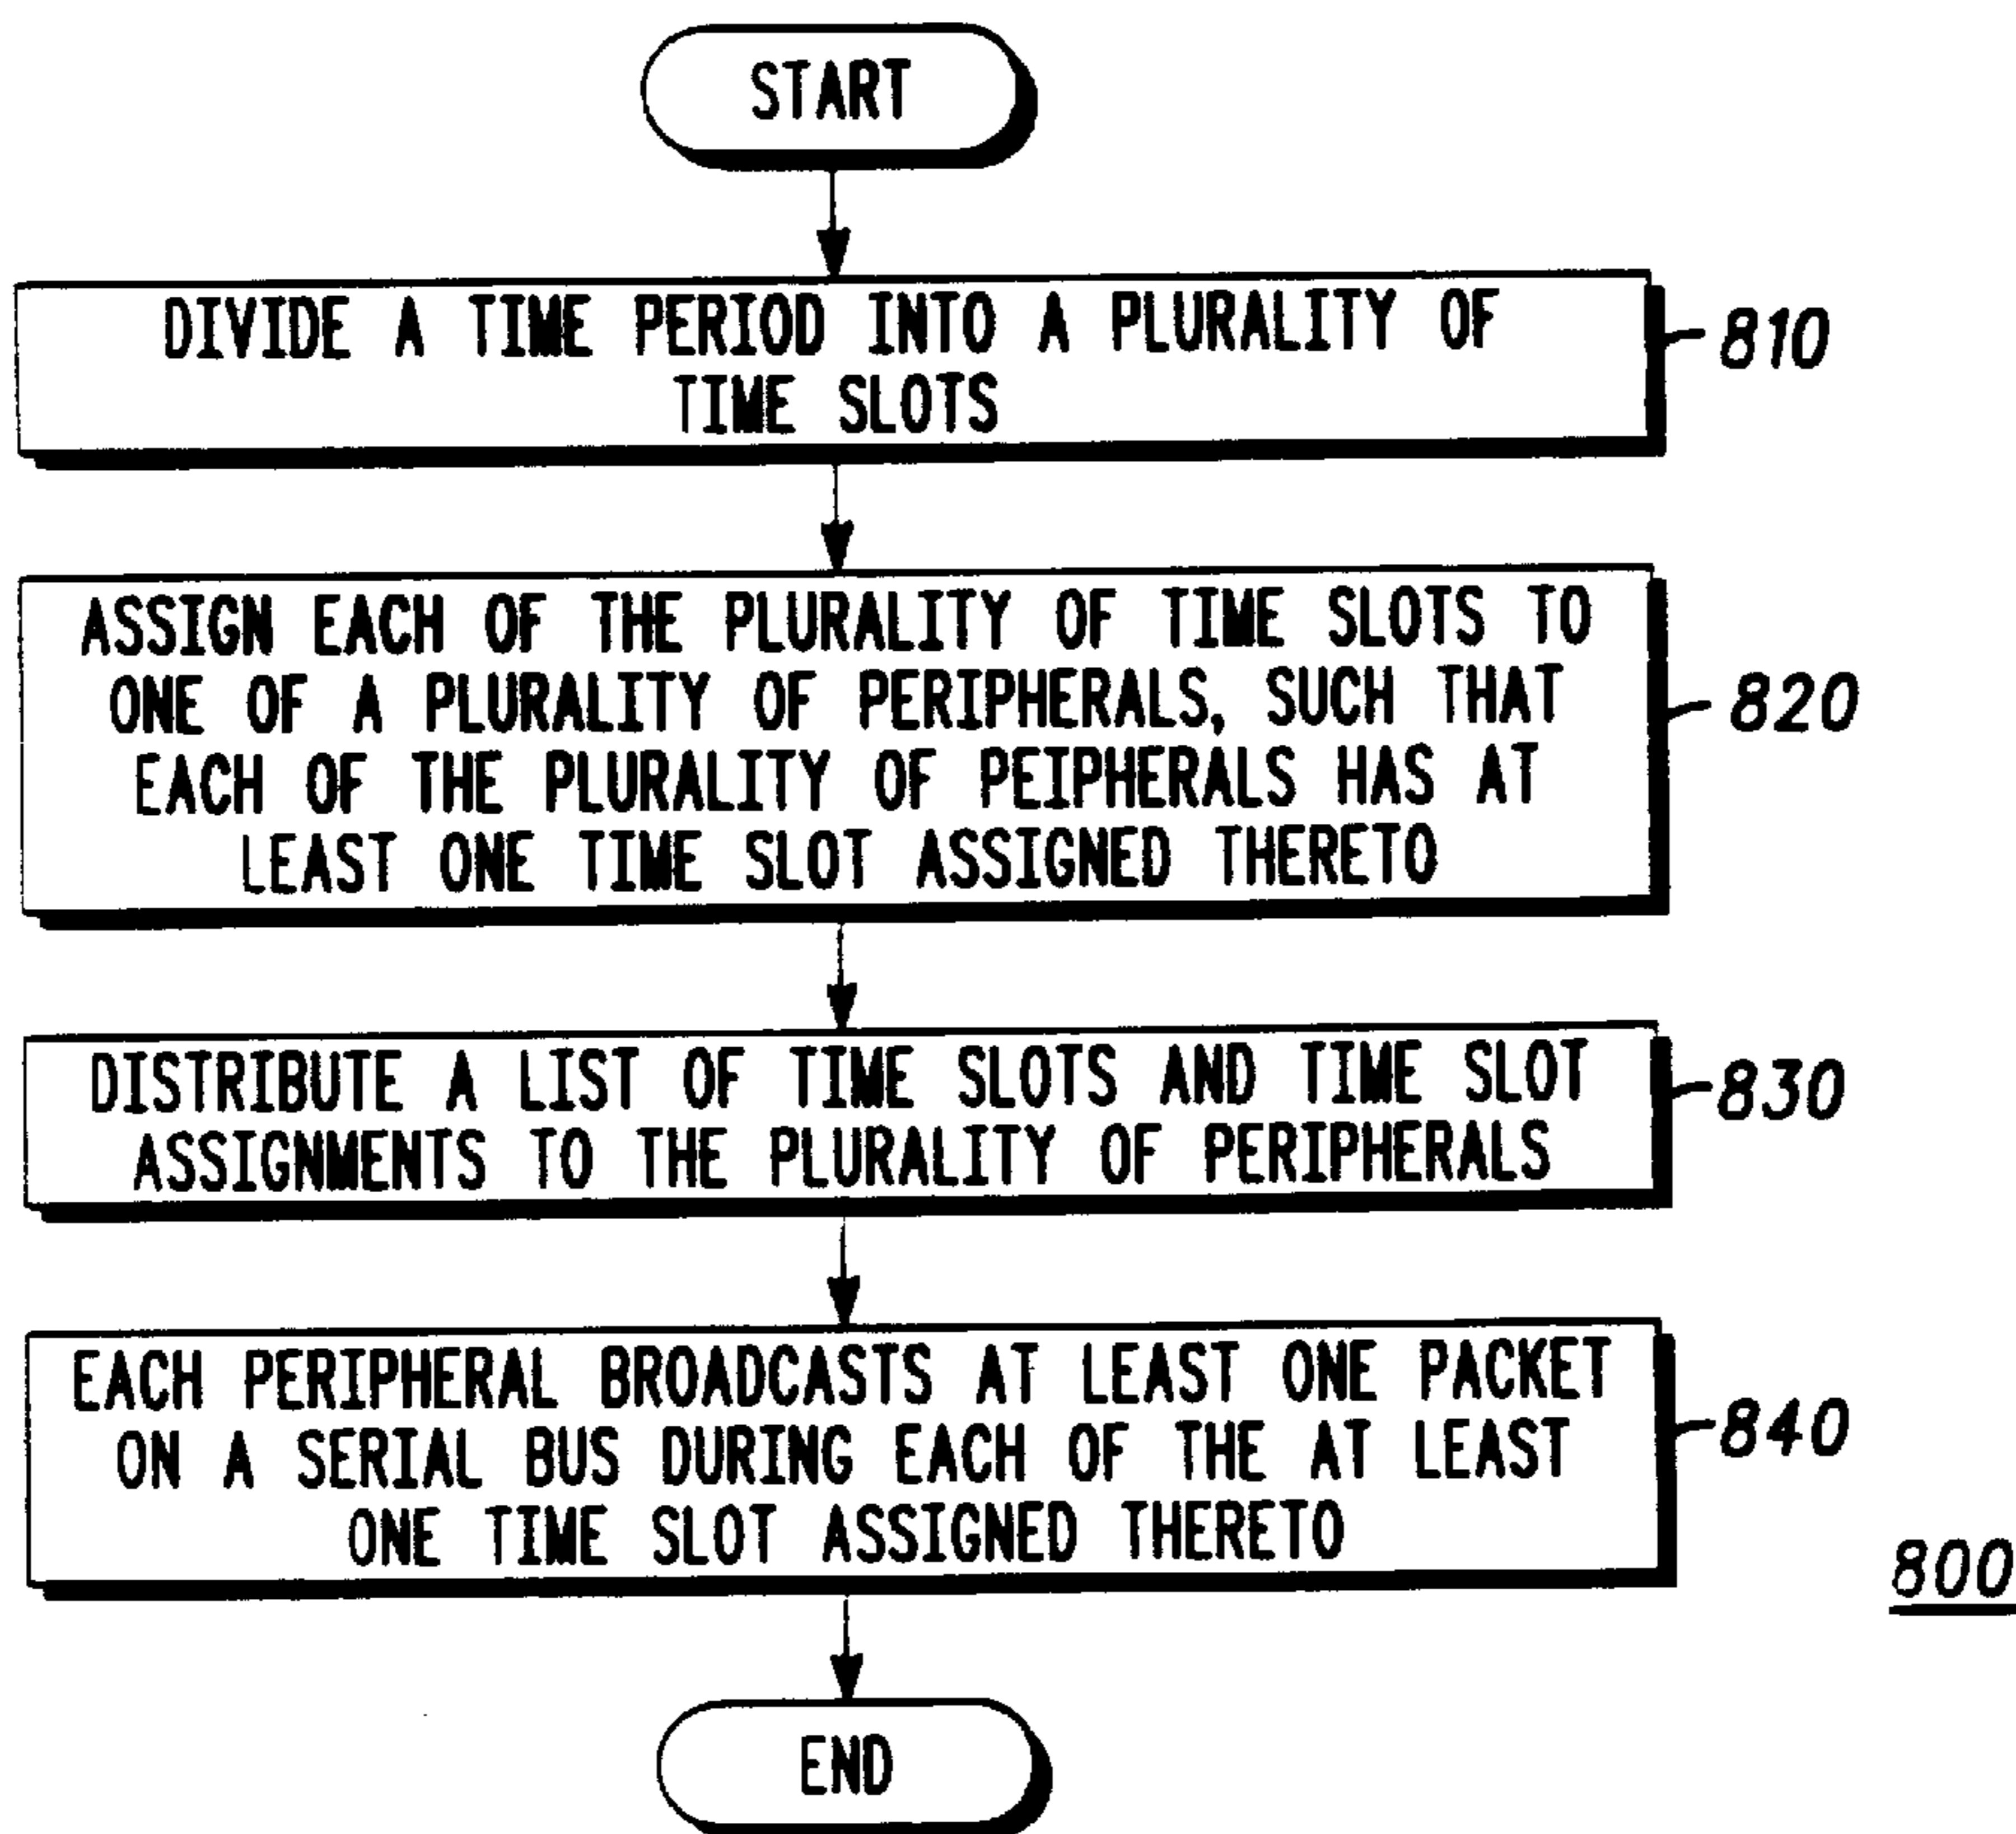 START
DIVIDE A TIME PERIOD INTO A PLURALITY OF
TIME SLOTS
810
ASSIGN EACH OF THE PLURALITY OF TIME SLOTS TO
ONE OF A PLURALITY OF PERIPHERALS, SUCH THAT
EACH OF THE PLURALITY OF PEIPHERALS HAS AT
LEAST ONE TIME SLOT ASSIGNED THERETO
820
DISTRIBUTE A LIST OF TIME SLOTS AND TIME SLOT
ASSIGNMENTS TO THE PLURALITY OF PERIPHERALS
830
EACH PERIPHERAL BROADCASTS AT LEAST ONE PACKET
ON A SERIAL BUS DURING EACH OF THE AT LEAST
ONE TIME SLOT ASSIGNED THERETO
840
800
END